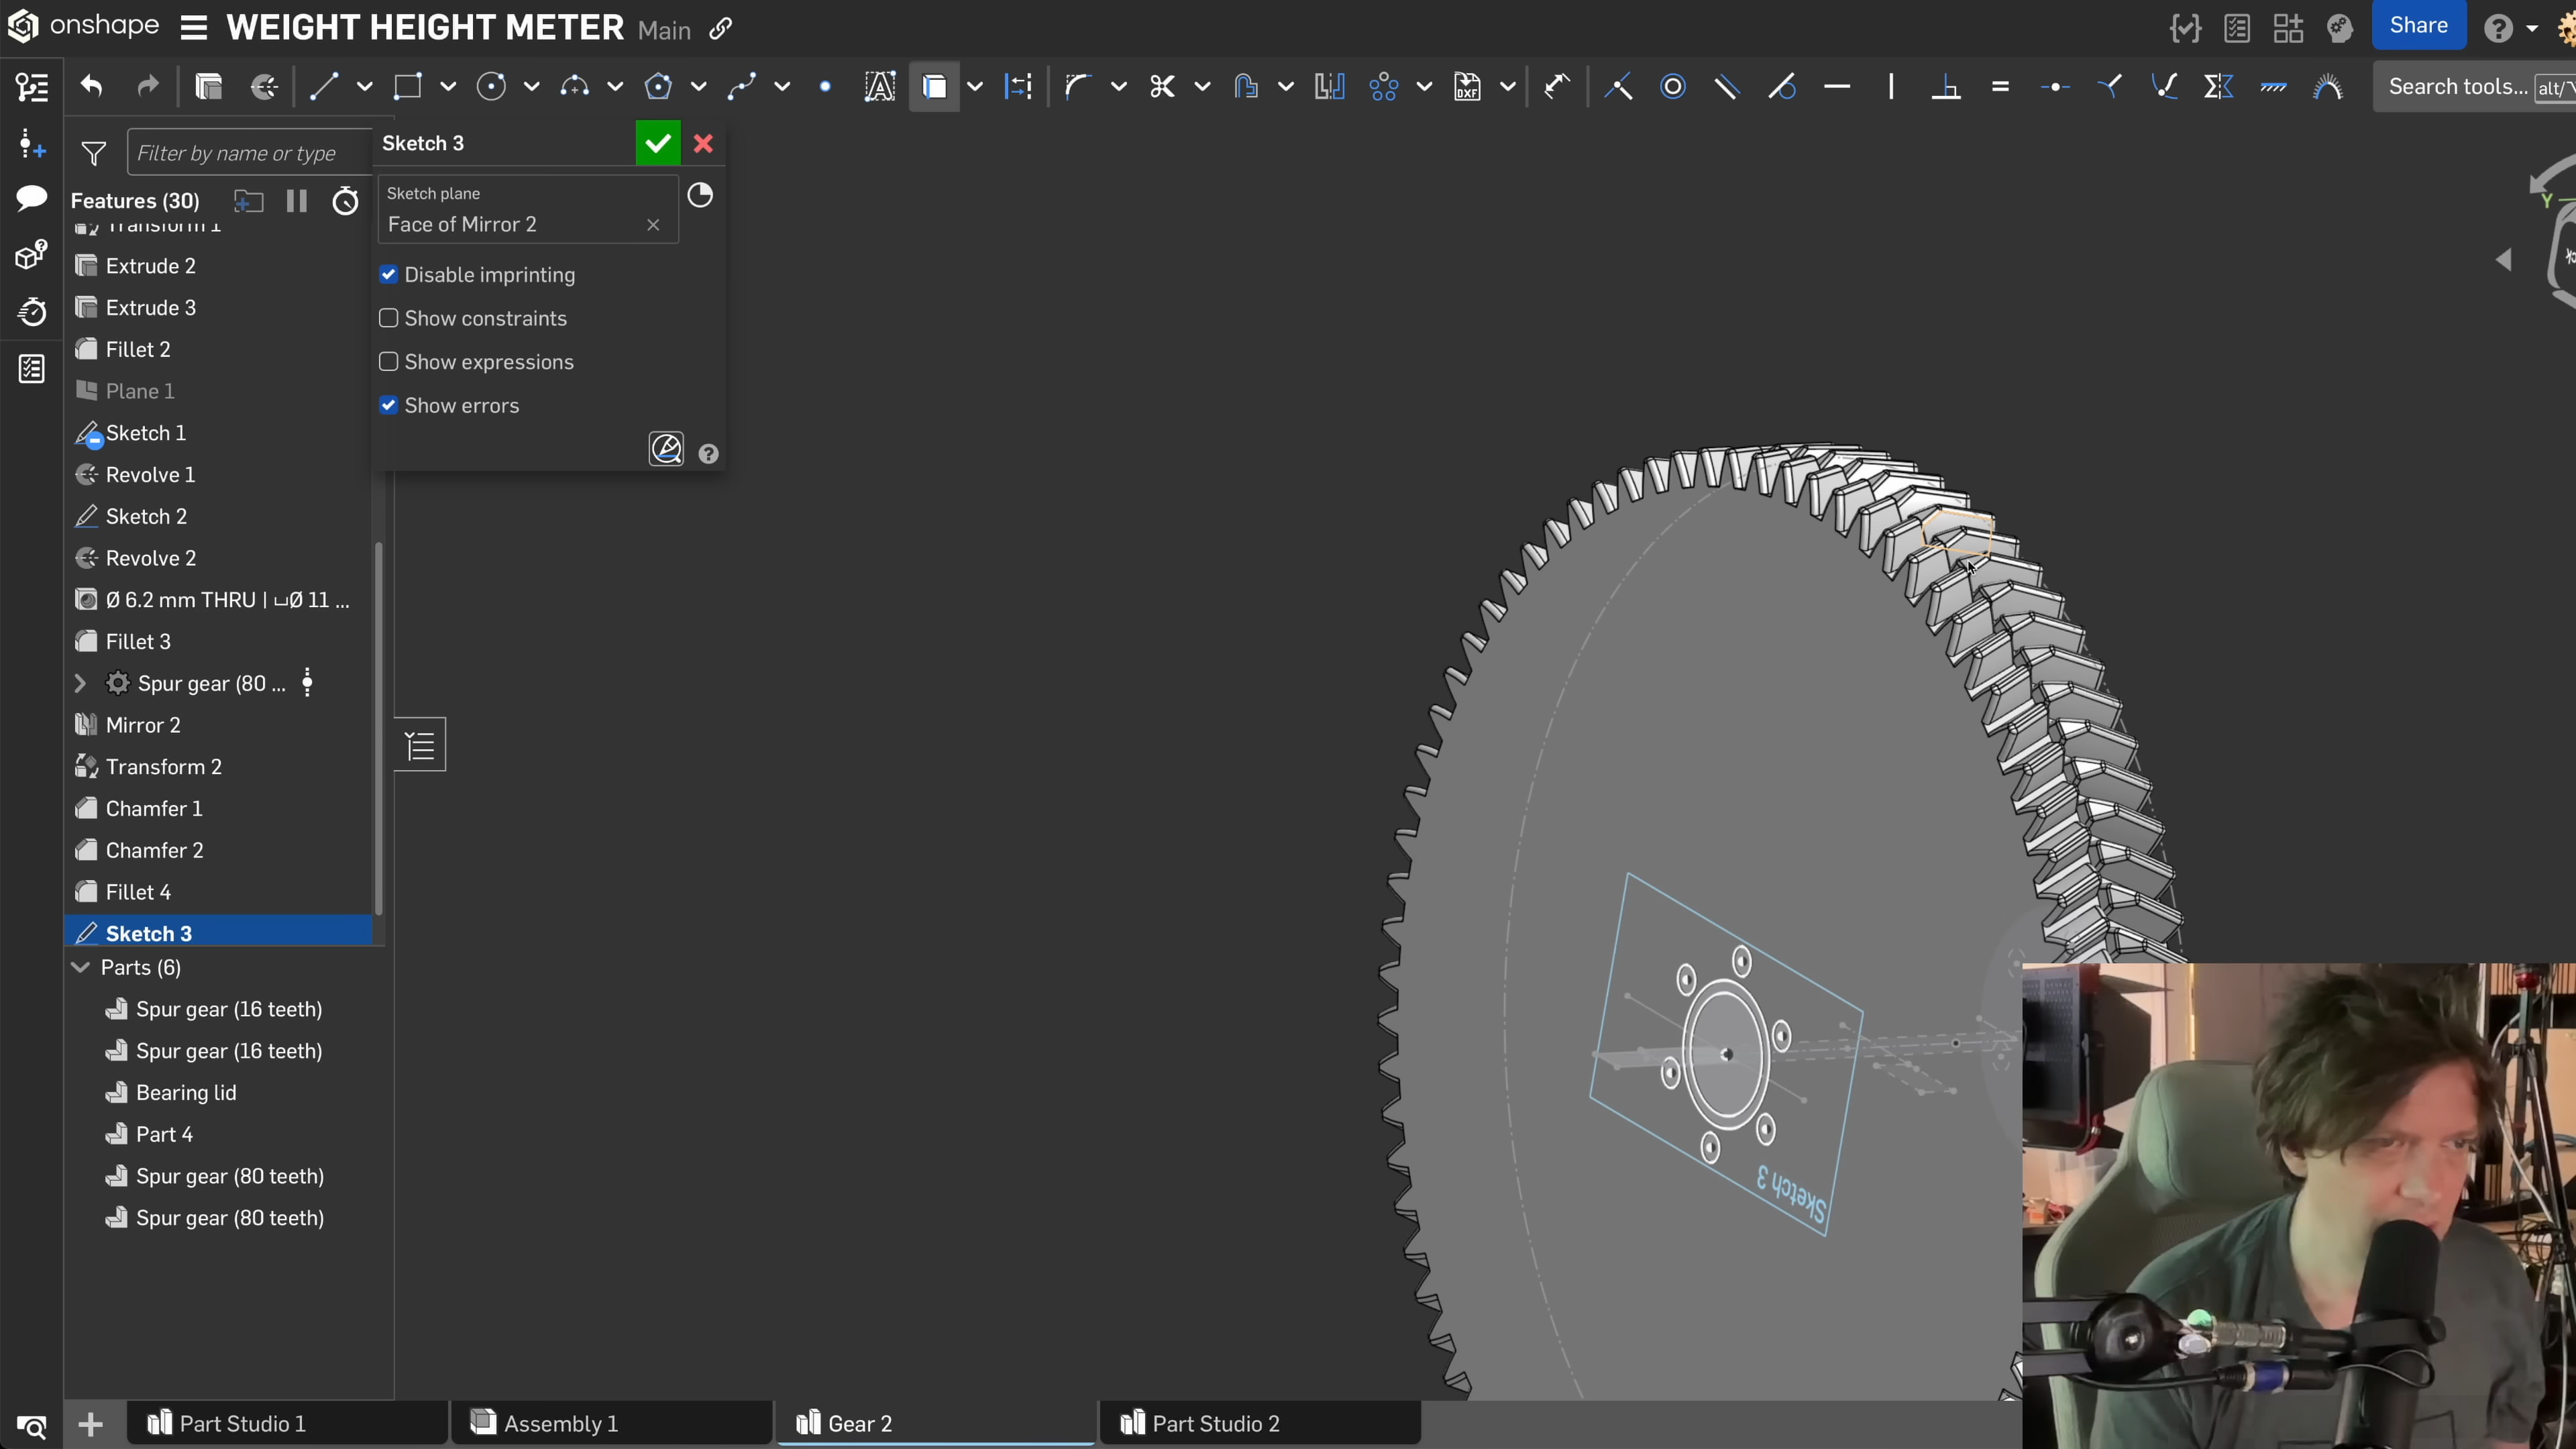 onshape WEIGHT HEIGHT METER Main
Share
Search tools... alt/
Filter by name or type
Features (30)
Transform 1
Extrude 2
Extrude 3
Fillet 2
Plane 1
Sketch 1
Revolve 1
Sketch 2
Revolve 2
Ø 6.2 mm THRU | ⌴Ø 11 ...
Fillet 3
Spur gear (80 ...
Mirror 2
Transform 2
Chamfer 1
Chamfer 2
Fillet 4
Sketch 3
Parts (6)
Spur gear (16 teeth)
Spur gear (16 teeth)
Bearing lid
Part 4
Spur gear (80 teeth)
Spur gear (80 teeth)
Sketch 3
Sketch plane
Face of Mirror 2
Disable imprinting
Show constraints
Show expressions
Show errors
DXF
Y
Sketch 3
Part Studio 1
Assembly 1
Gear 2
Part Studio 2